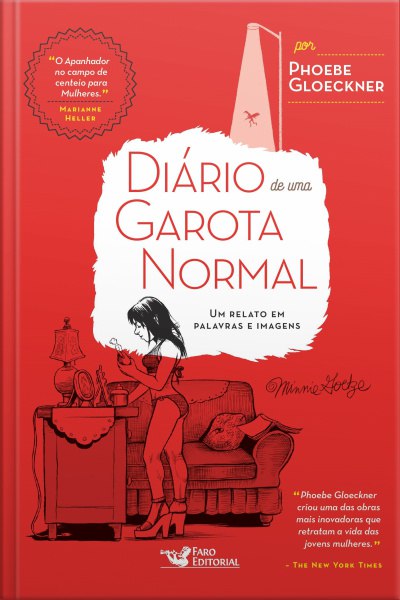 “O Apanhador
no campo de
centeio para
Mulheres.”
Marianne
Heller
por
Phoebe
Gloeckner
Diário de uma
Garota
Normal
Um relato em
palavras e imagens
Minnie Goetze
“Phoebe Gloeckner
criou uma das obras
mais inovadoras que
retratam a vida das
jovens mulheres.”
– The New York Times
Faro
Editorial